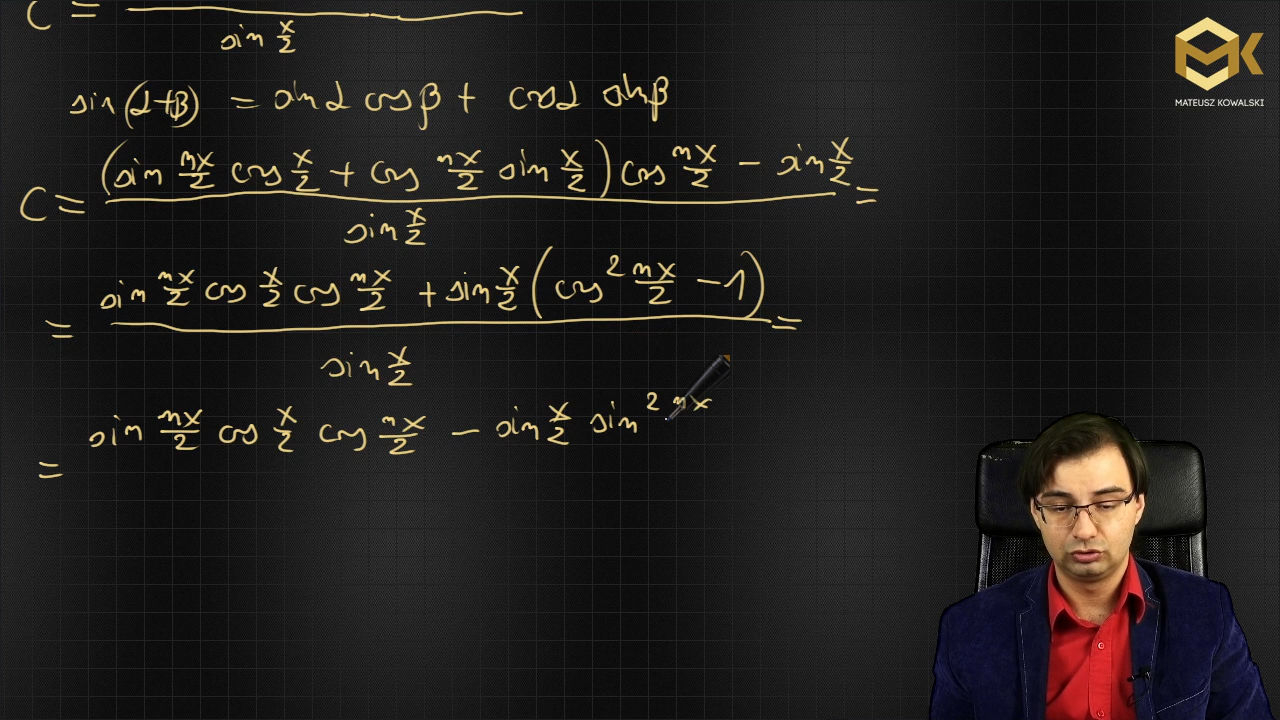 C = ―――
sin x/2
MATEUSZ KOWALSKI
sin(α+β) = sinα cosβ + cosα sinβ
C = ((sin nx/2 cos x/2 + cos nx/2 sin x/2) cos nx/2 − sin x/2) / (sin x/2) =
= (sin nx/2 cos x/2 cos nx/2 + sin x/2 (cos² nx/2 − 1)) / (sin x/2) =
= sin nx/2 cos x/2 cos nx/2 − sin x/2 sin² nx